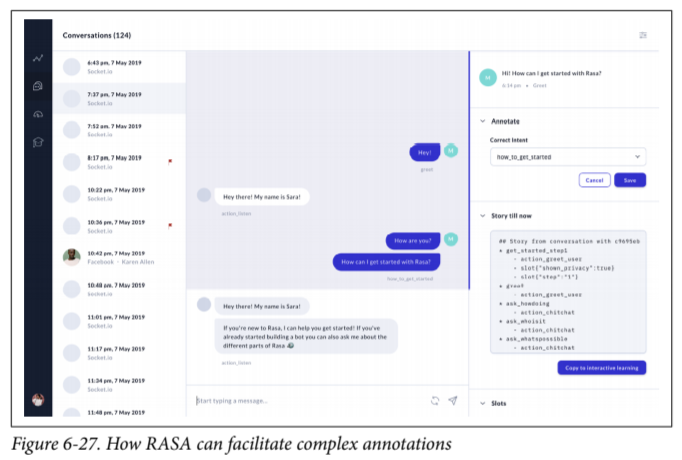 Conversations (124)
6:43 pm, 7 May 2019
Socket.io
7:37 pm, 7 May 2019
Socket.io
7:52 am, 7 May 2019
Socket.io
8:17 pm, 7 May 2019
Socket.io
10:22 pm, 7 May 2019
Socket.io
10:36 pm, 7 May 2019
Socket.io
10:42 pm, 7 May 2019
Facebook - Karen Allen
10:48 pm, 7 May 2019
Socket.io
11:01 pm, 7 May 2019
Socket.io
11:17 pm, 7 May 2019
Socket.io
11:34 pm, 7 May 2019
Socket.io
11:48 pm, 7 May 2019
Hey!
M
greet
Hey there! My name is Sara!
action_listen
How are you?
M
How can I get started with Rasa?
how_to_get_started
Hey there! My name is Sara!
If you're new to Rasa, I can help you get started! If you've
already started building a bot you can also ask me about the
different parts of Rasa
action_listen
Start typing a message...
M
Hi! How can I get started with Rasa?
6:14 pm • Greet
Annotate
Correct Intent
how_to_get_started
Cancel
Save
Story till now
## Story from conversation with c9695eb
* get_started_step1
- action_greet_user
- slot{"shown_privacy":true}
- slot{"step":"1"}
* greet
- action_greet_user
* ask_howdoing
- action_chitchat
* ask_whoisit
- action_chitchat
* ask_whatspossible
- action_chitchat
Copy to interactive learning
Slots
Figure 6-27. How RASA can facilitate complex annotations